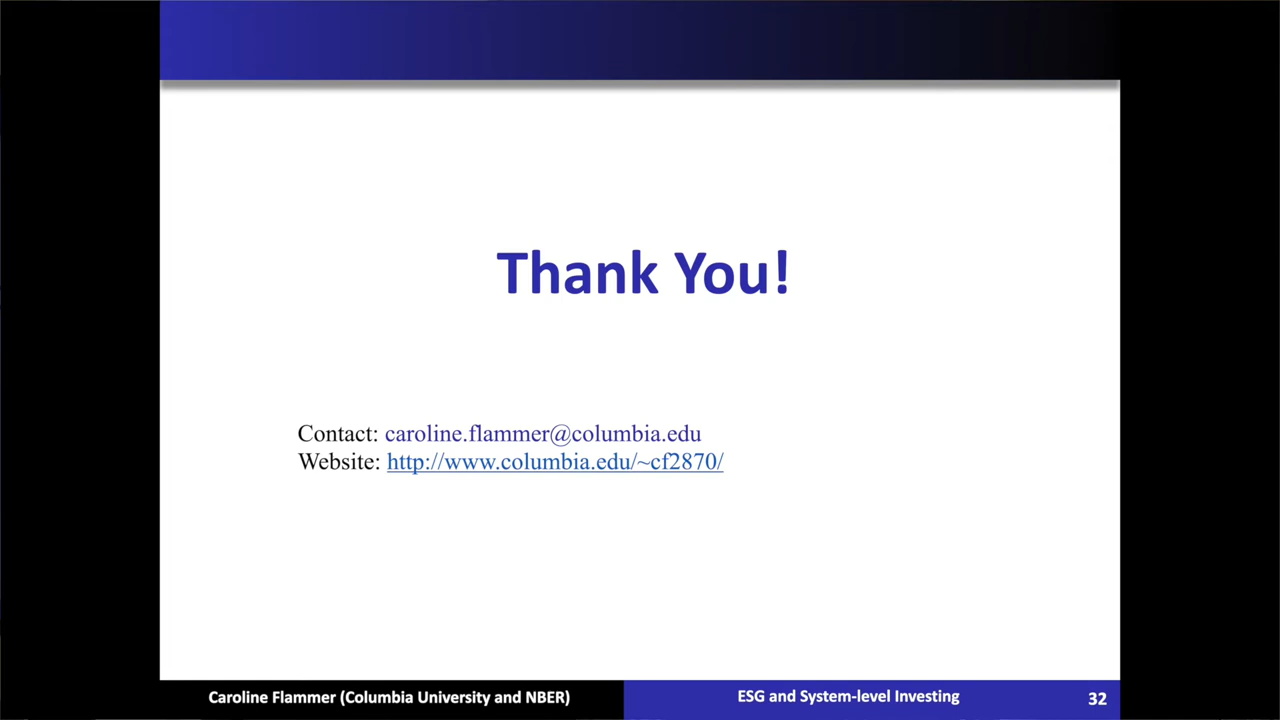 Thank You!
Contact: caroline.flammer@columbia.edu
Website: http://www.columbia.edu/~cf2870/
Caroline Flammer (Columbia University and NBER)
ESG and System-level Investing
32